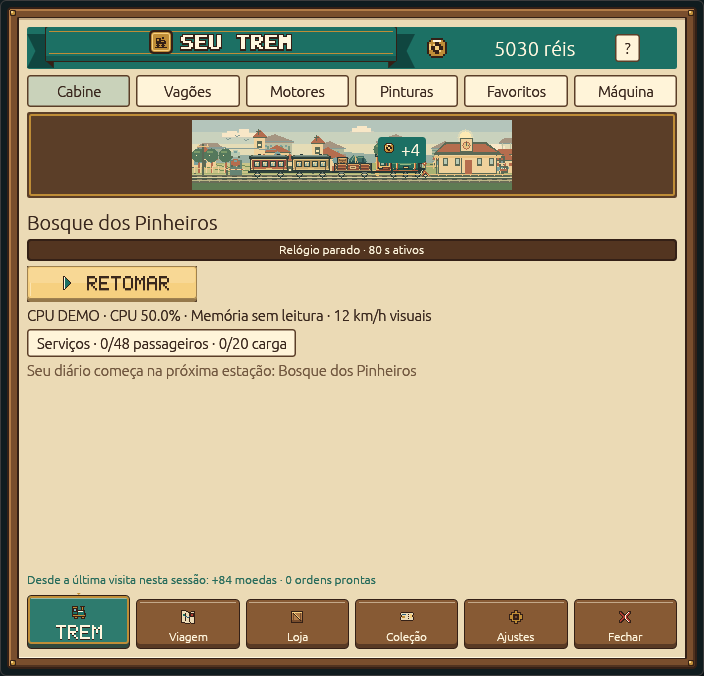 SEU TREM
5030 réis
?
Cabine
Vagões
Motores
Pinturas
Favoritos
Máquina
+4
Bosque dos Pinheiros
Relógio parado · 80 s ativos
RETOMAR
CPU DEMO · CPU 50.0% · Memória sem leitura · 12 km/h visuais
Serviços · 0/48 passageiros · 0/20 carga
Seu diário começa na próxima estação: Bosque dos Pinheiros
Desde a última visita nesta sessão: +84 moedas · 0 ordens prontas
TREM
Viagem
Loja
Coleção
Ajustes
Fechar